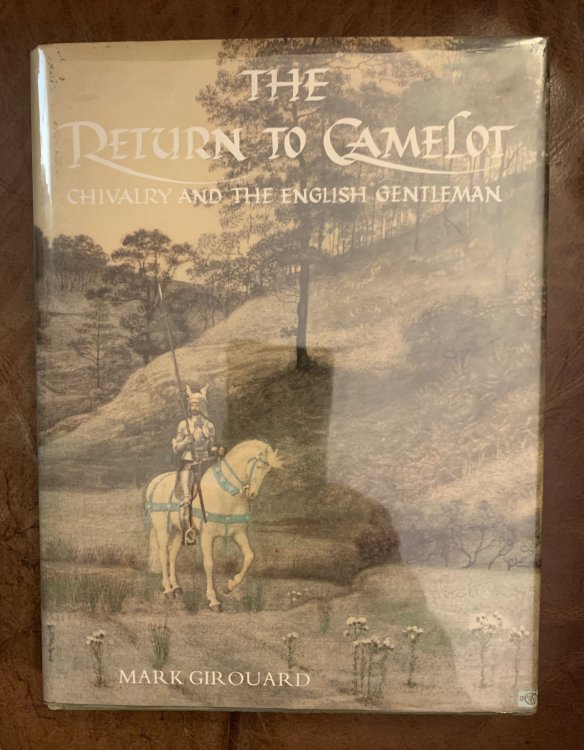 THE
RETURN TO CAMELOT
CHIVALRY AND THE ENGLISH GENTLEMAN
MARK GIROUARD